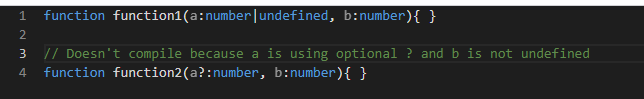 1 function function1(a:number|undefined, b:number){ }
2
3 // Doesn't compile because a is using optional ? and b is not undefined
4 function function2(a?:number, b:number){ }